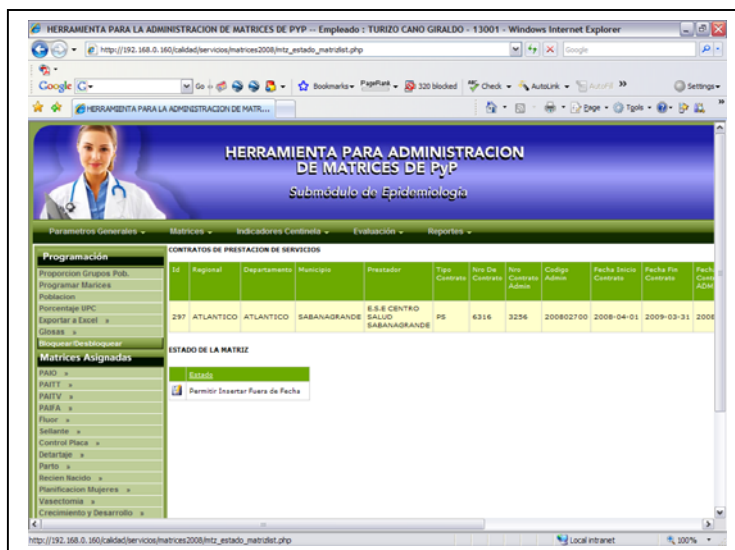 HERRAMIENTA PARA LA ADMINISTRACION DE MATRICES DE PYP -- Empleado : TURIZO CANO GIRALDO - 13001 - Windows Internet Explorer
http://192.168.0.160/calidad/servicios/matrices2008/mtz_estado_matrizlist.php
Google
Google Go Bookmarks PageRank 320 blocked Check AutoLink AutoFill Settings
HERRAMIENTA PARA LA ADMINISTRACION DE MATR... Page Tools
HERRAMIENTA PARA ADMINISTRACION
DE MATRICES DE PyP
Submódulo de Epidemiologia
Parametros Generales Matrices Indicadores Centinela Evaluación Reportes
Programación
Proporcion Grupos Pob.
Programar Marices
Poblacion
Porcentaje UPC
Exportar a Excel »
Glosas »
Bloquear/Desbloquear
Matrices Asignadas
PAIO »
PAITT »
PAITV »
PAIFA »
Fluor »
Sellante »
Control Placa »
Detartaje »
Parto »
Recien Nacido »
Planificacion Mujeres »
Vasectomia »
Crecimiento y Desarrollo »
CONTRATOS DE PRESTACION DE SERVICIOS
Id Regional Departamento Municipio Prestador Tipo Contrato Nro De Contrato Nro Contrato Admin Codigo Admin Fecha Inicio Contrato Fecha Fin Contrato Fech Cont ADM
297 ATLANTICO ATLANTICO SABANAGRANDE E.S.E CENTRO SALUD SABANAGRANDE PS 6316 3256 200802700 2008-04-01 2009-03-31 2008
ESTADO DE LA MATRIZ
Estado
Permitir Insertar Fuera de Fecha
http://192.168.0.160/calidad/servicios/matrices2008/mtz_estado_matrizlist.php Local intranet 100%